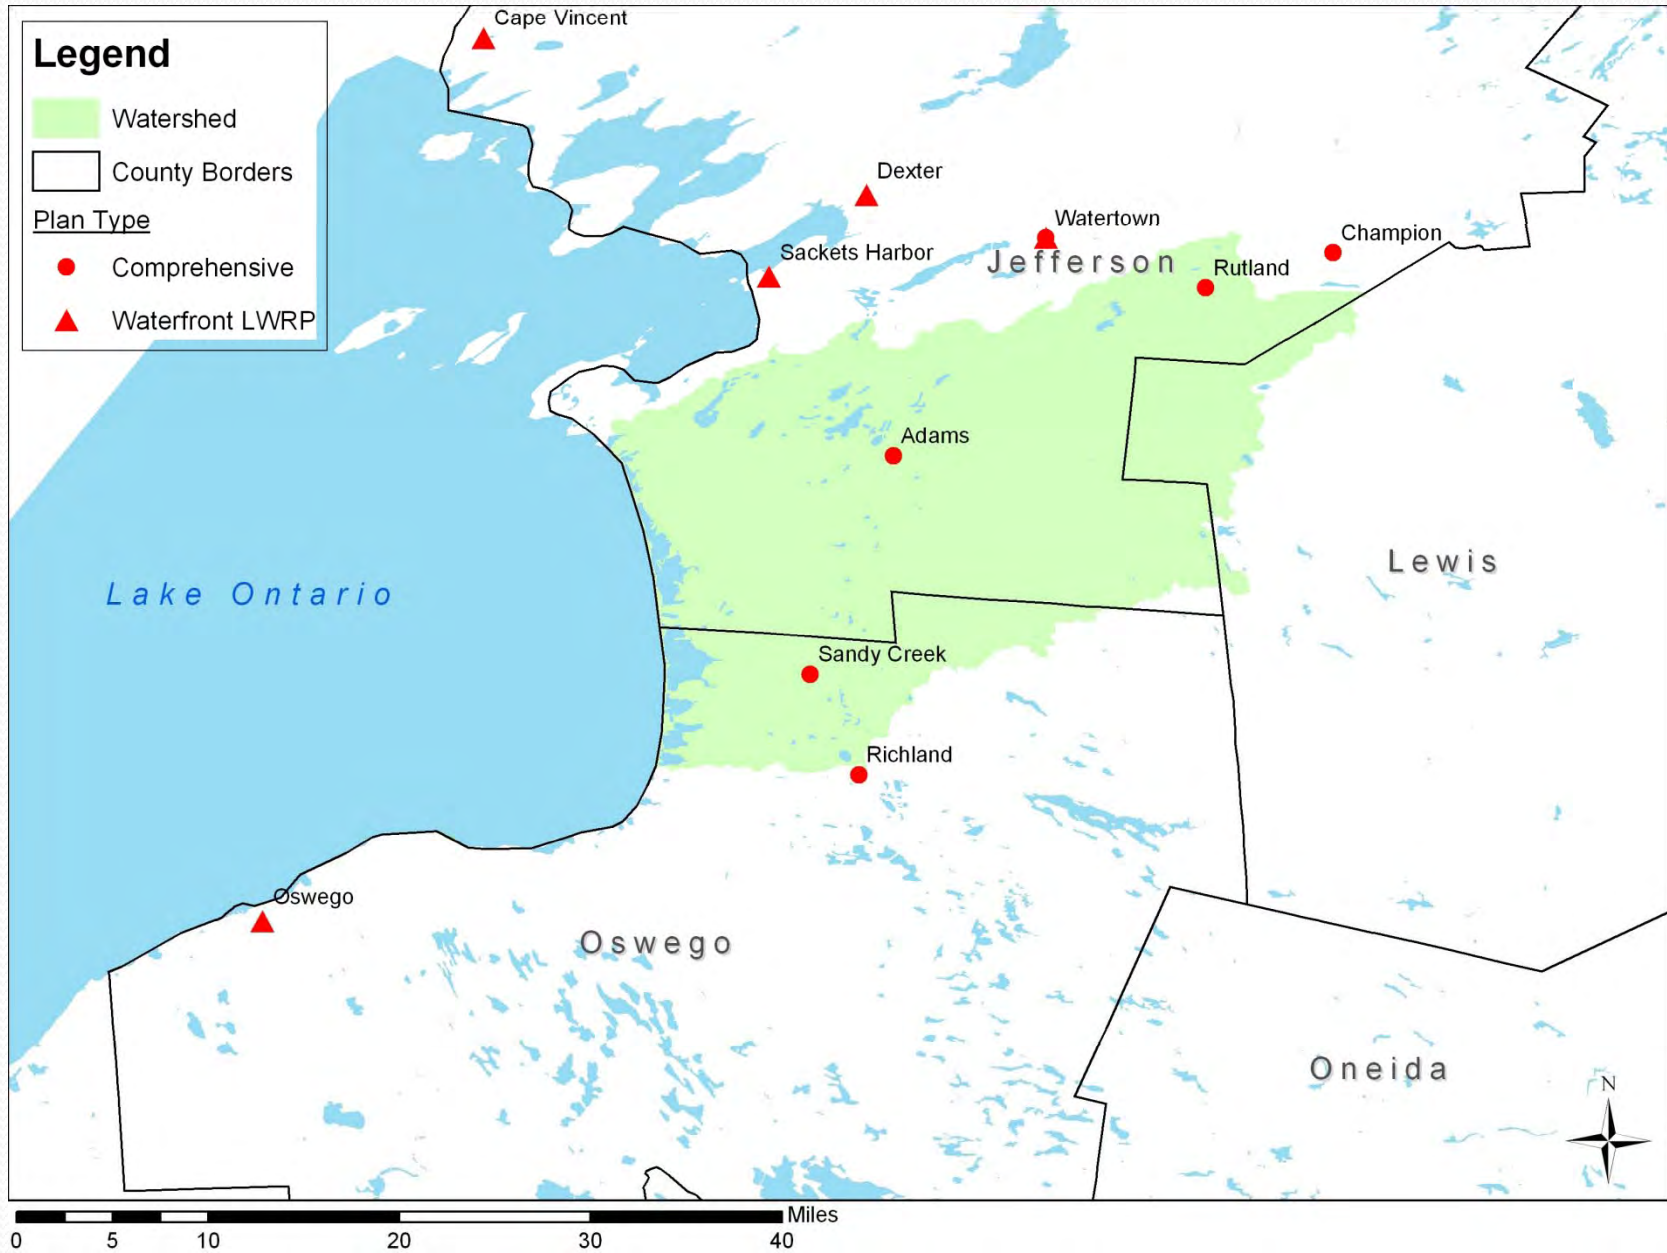 Legend
Watershed
County Borders
Plan Type
Comprehensive
Waterfront LWRP
Cape Vincent
Dexter
Sackets Harbor
Watertown
Jefferson
Rutland
Champion
Adams
Lake Ontario
Lewis
Sandy Creek
Richland
Oswego
Oswego
Oneida
N
Miles
0 5 10 20 30 40